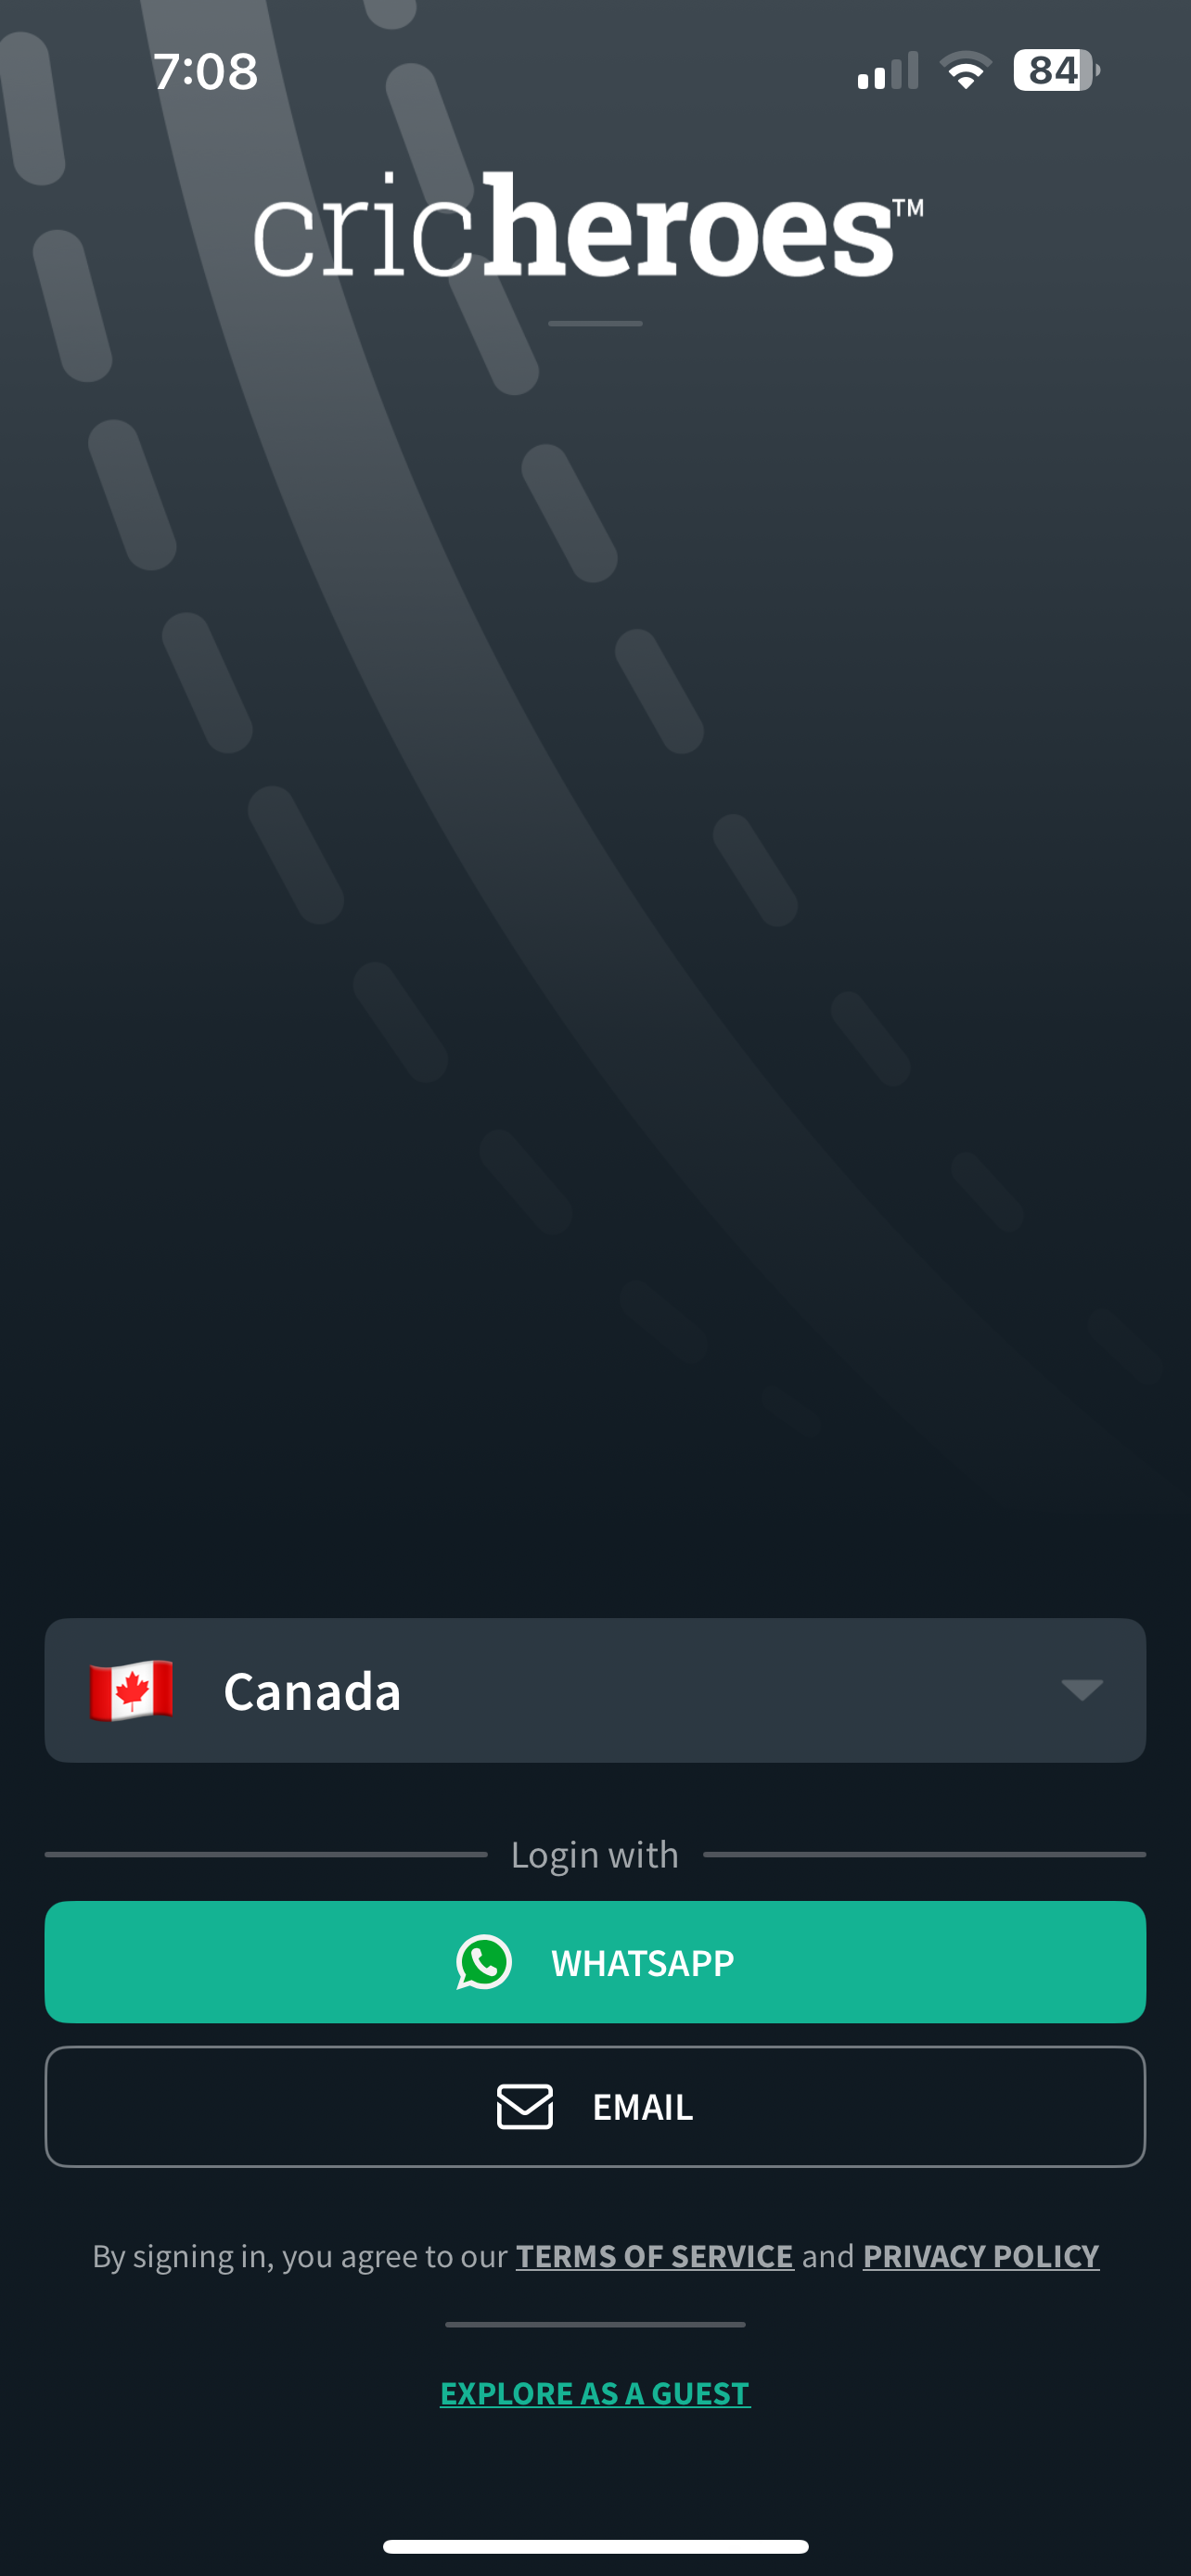 7:08
84
cricheroes™
Canada
Login with
WHATSAPP
EMAIL
By signing in, you agree to our TERMS OF SERVICE and PRIVACY POLICY
EXPLORE AS A GUEST